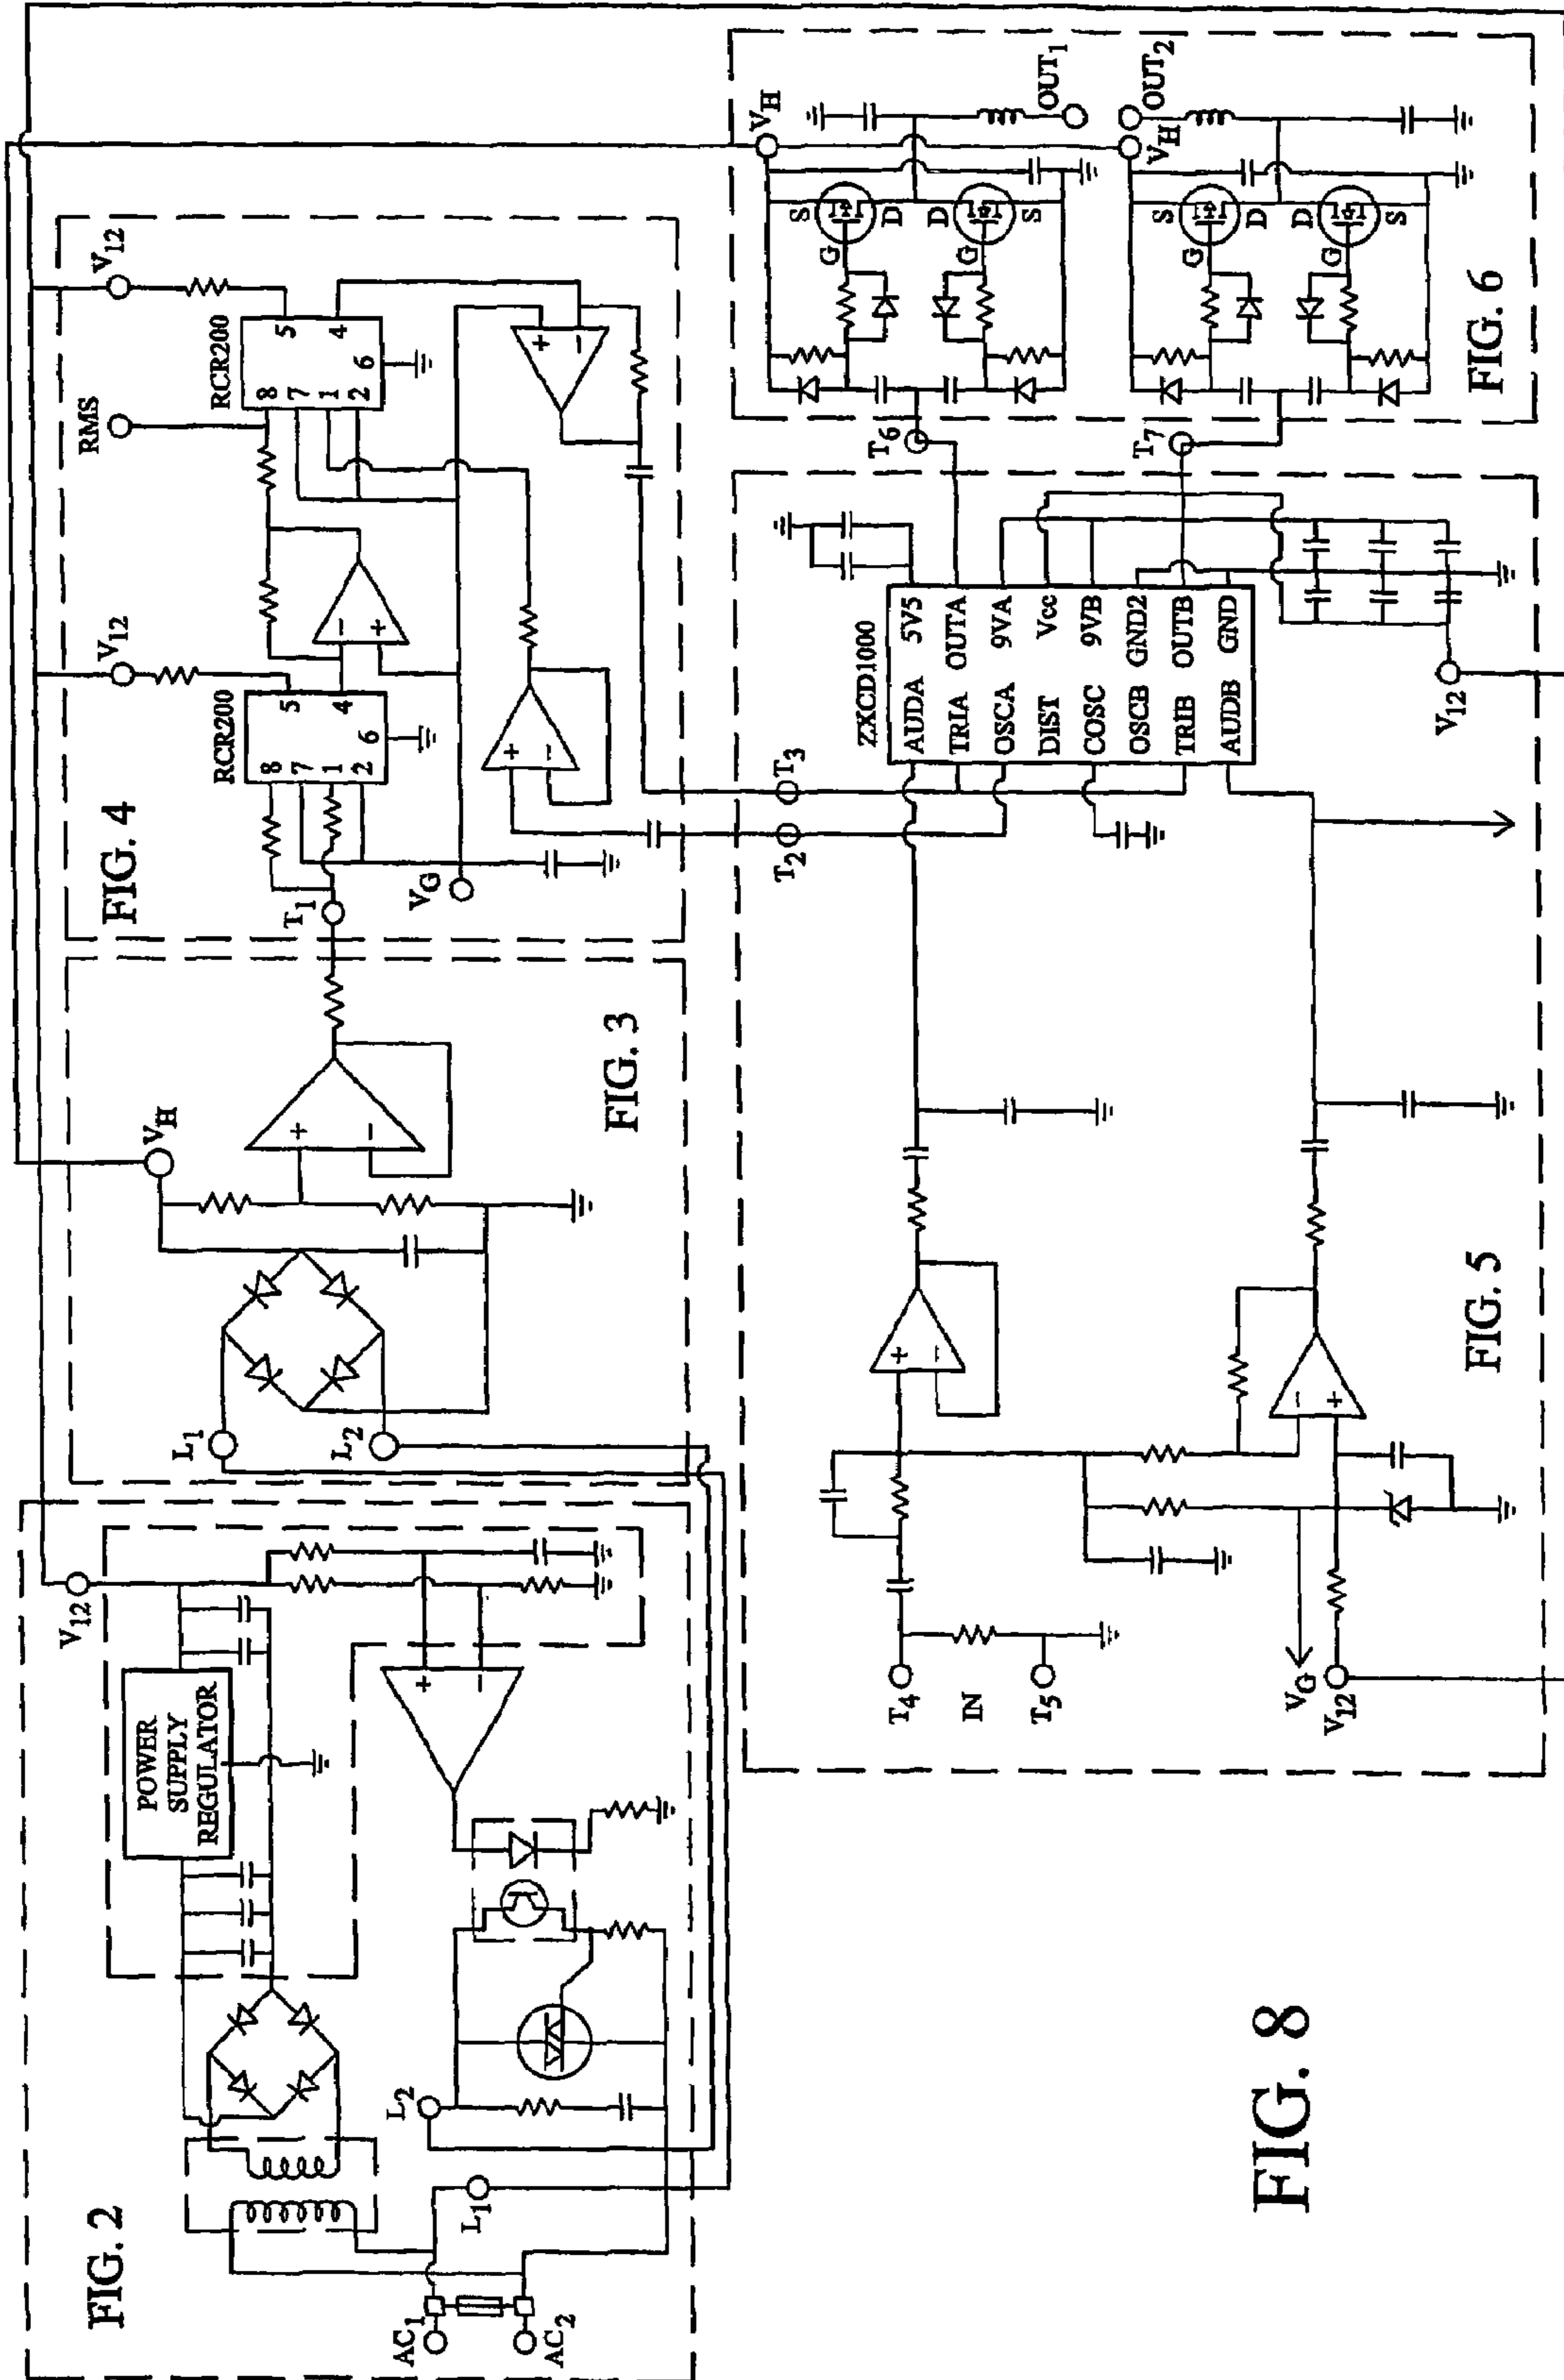 FIG. 2
AC1
AC2
L1
L2
POWER
SUPPLY
REGULATOR
V12
+
−
FIG. 3
L1
L2
VH
+
−
FIG. 4
T1
VG
RCR200
8
7
1
2
5
4
6
V12
−
+
+
−
RMS
RCR200
8
7
1
2
5
4
6
V12
+
−
T2
T3
FIG. 5
T4
IN
T5
VG
V12
+
−
−
+
ZXCD1000
AUDA
TRIA
OSCA
DIST
COSC
OSCB
TRIB
AUDB
5V5
OUTA
9VA
Vcc
9VB
GND2
OUTB
GND
V12
T6
T7
FIG. 6
VH
S
G
D
D
G
S
OUT1
OUT2
VH
S
G
D
D
G
S
FIG. 8